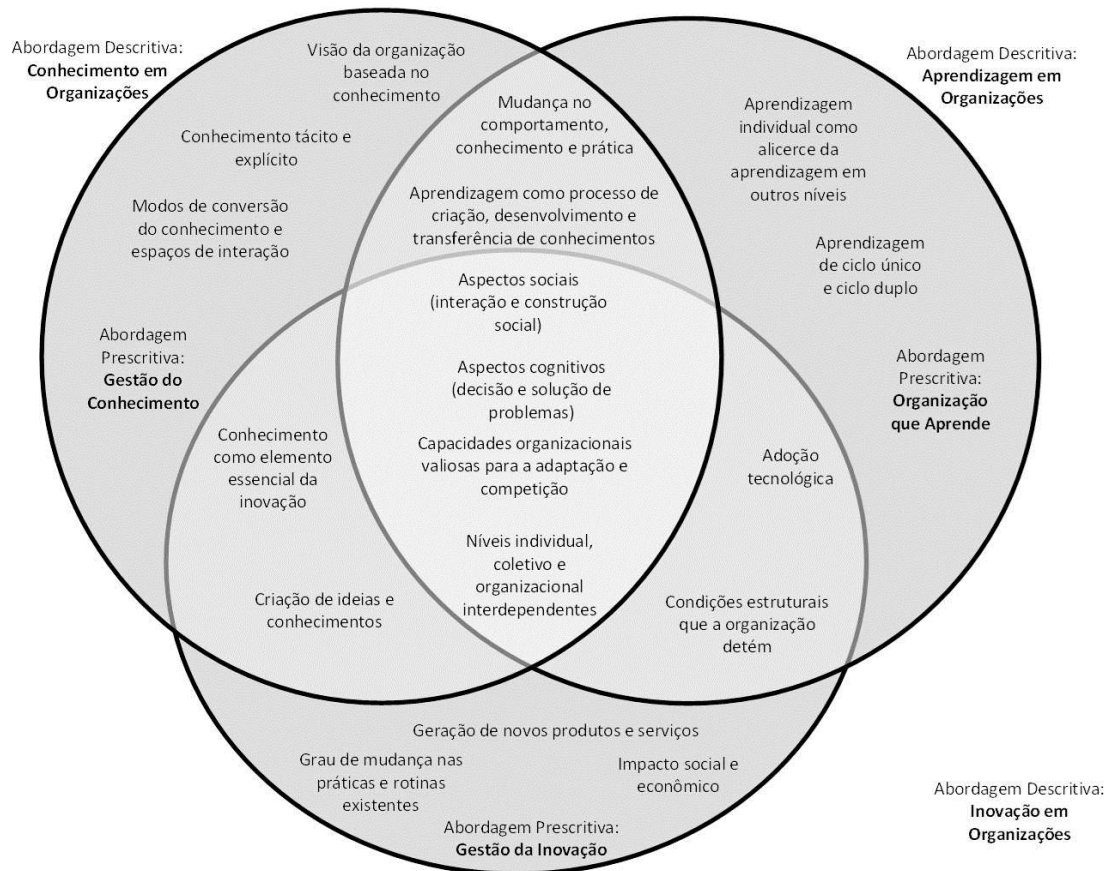 Abordagem Descritiva:
Conhecimento em
Organizações
Visão da organização
baseada no
conhecimento
Conhecimento tácito e
explícito
Modos de conversão
do conhecimento e
espaços de interação
Abordagem
Prescritiva:
Gestão do
Conhecimento
Mudança no
comportamento,
conhecimento e prática
Aprendizagem como processo de
criação, desenvolvimento e
transferência de conhecimentos
Abordagem Descritiva:
Aprendizagem em
Organizações
Aprendizagem
individual como
alicerce da
aprendizagem em
outros níveis
Aprendizagem
de ciclo único
e ciclo duplo
Abordagem
Prescritiva:
Organização
que Aprende
Aspectos sociais
(interação e construção
social)
Aspectos cognitivos
(decisão e solução de
problemas)
Capacidades organizacionais
valiosas para a adaptação e
competição
Níveis individual,
coletivo e
organizacional
interdependentes
Conhecimento
como elemento
essencial da
inovação
Criação de ideias e
conhecimentos
Adoção
tecnológica
Condições estruturais
que a organização
detém
Geração de novos produtos e serviços
Grau de mudança nas
práticas e rotinas
existentes
Impacto social e
econômico
Abordagem Prescritiva:
Gestão da Inovação
Abordagem Descritiva:
Inovação em
Organizações